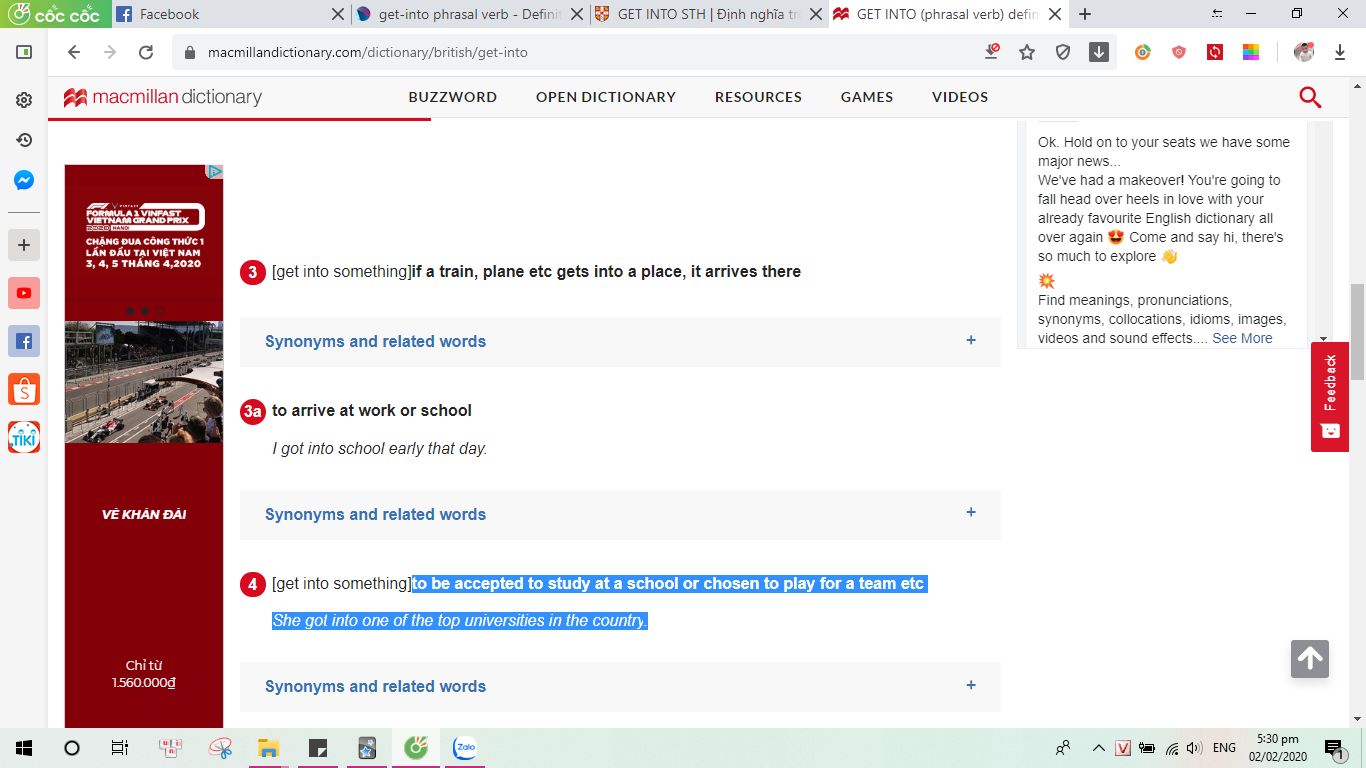 cốc cốc
Facebook
get-into phrasal verb - Definit
GET INTO STH | Định nghĩa tr
GET INTO (phrasal verb) defin
macmillandictionary.com/dictionary/british/get-into
macmillan dictionary
BUZZWORD OPEN DICTIONARY RESOURCES GAMES VIDEOS
FORMULA 1 VINFAST
VIETNAM GRAND PRIX
2020 HANOI
CHẶNG ĐUA CÔNG THỨC 1
LẦN ĐẦU TẠI VIỆT NAM
3, 4, 5 THÁNG 4,2020
VÉ KHÁN ĐÀI
Chỉ từ
1.560.000₫
3 [get into something]if a train, plane etc gets into a place, it arrives there
Synonyms and related words +
3a to arrive at work or school
I got into school early that day.
Synonyms and related words +
4 [get into something]to be accepted to study at a school or chosen to play for a team etc
She got into one of the top universities in the country.
Synonyms and related words +
Ok. Hold on to your seats we have some
major news...
We've had a makeover! You're going to
fall head over heels in love with your
already favourite English dictionary all
over again 😍 Come and say hi, there's
so much to explore 👋
💥
Find meanings, pronunciations,
synonyms, collocations, idioms, images,
videos and sound effects.... See More
Feedback
TIKI
Zalo
V
ENG
5:30 pm
02/02/2020
1